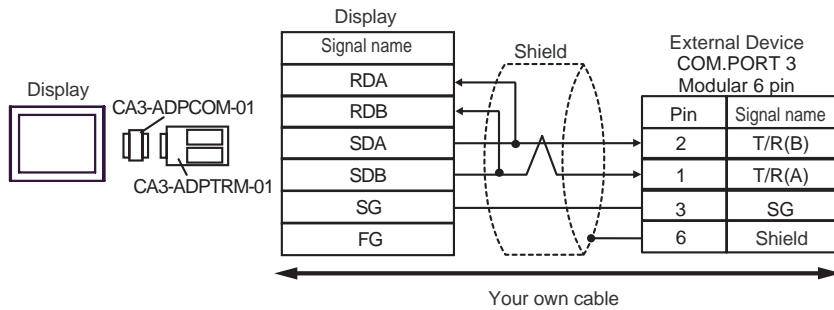 Display
CA3-ADPCOM-01
CA3-ADPTRM-01
Display
Signal name
RDA
RDB
SDA
SDB
SG
FG
Shield
External Device
COM.PORT 3
Modular 6 pin
Pin Signal name
2 T/R(B)
1 T/R(A)
3 SG
6 Shield
Your own cable